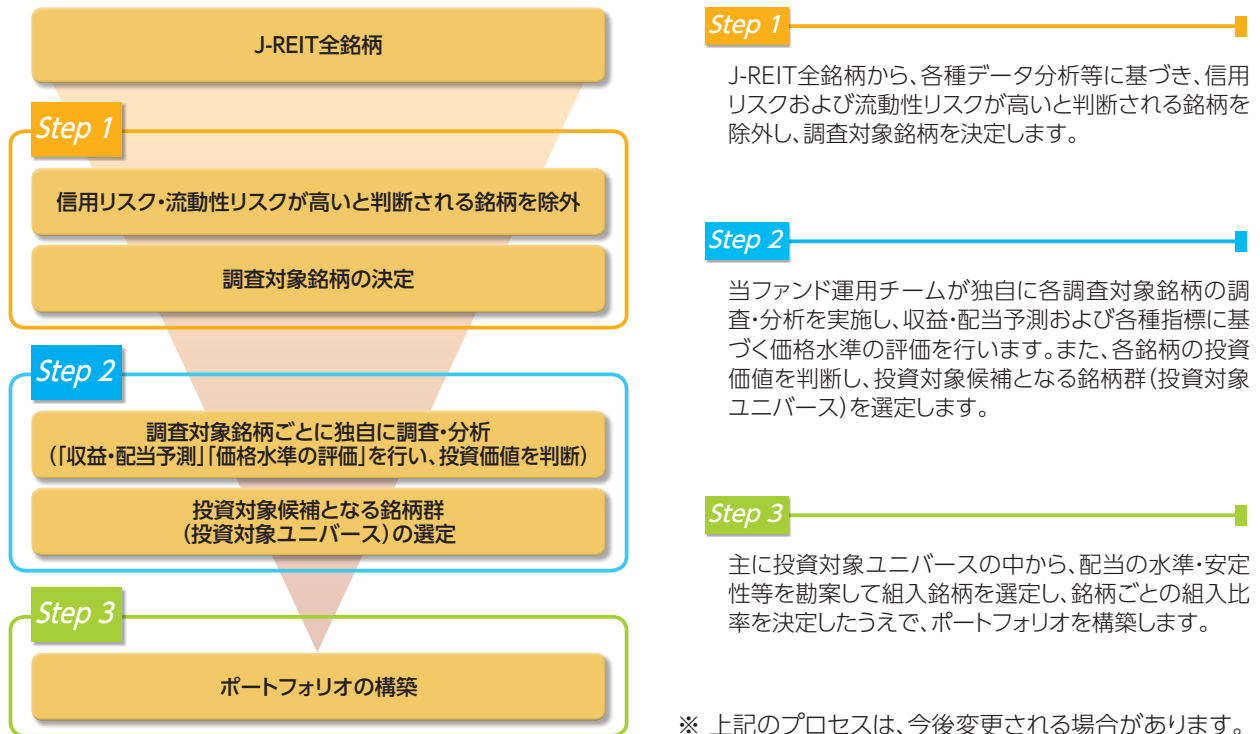 J-REIT全銘柄
Step 1
信用リスク・流動性リスクが高いと判断される銘柄を除外
調査対象銘柄の決定
Step 2
調査対象銘柄ごとに独自に調査・分析
(「収益・配当予測」「価格水準の評価」を行い、投資価値を判断)
投資対象候補となる銘柄群
(投資対象ユニバース)の選定
Step 3
ポートフォリオの構築
Step 1
J-REIT全銘柄から、各種データ分析等に基づき、信用
リスクおよび流動性リスクが高いと判断される銘柄を
除外し、調査対象銘柄を決定します。
Step 2
当ファンド運用チームが独自に各調査対象銘柄の調
査・分析を実施し、収益・配当予測および各種指標に基
づく価格水準の評価を行います。また、各銘柄の投資
価値を判断し、投資対象候補となる銘柄群(投資対象
ユニバース)を選定します。
Step 3
主に投資対象ユニバースの中から、配当の水準・安定
性等を勘案して組入銘柄を選定し、銘柄ごとの組入比
率を決定したうえで、ポートフォリオを構築します。
※ 上記のプロセスは、今後変更される場合があります。